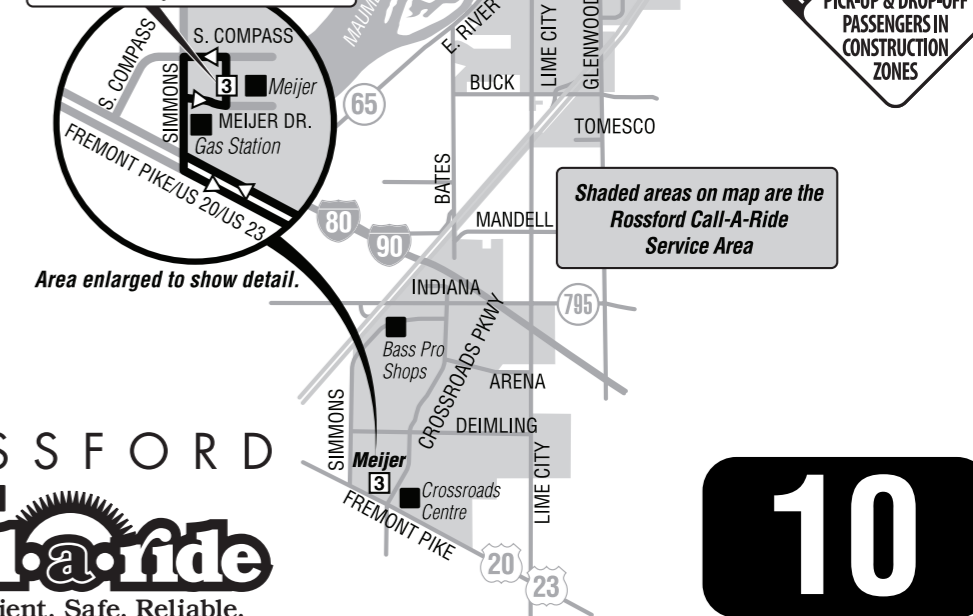 PICK-UP & DROP-OFF
PASSENGERS IN
CONSTRUCTION
ZONES
S. COMPASS
S. COMPASS
SIMMONS
3
Meijer
MEIJER DR.
Gas Station
FREMONT PIKE/US 20/US 23
Area enlarged to show detail.
E. RIVER
LIME CITY
GLENWOOD
BUCK
65
TOMESCO
BATES
80
90
MANDELL
Shaded areas on map are the
Rossford Call-A-Ride
Service Area
INDIANA
795
Bass Pro
Shops
CROSSROADS PKWY
ARENA
SIMMONS
DEIMLING
Meijer
3
Crossroads
Centre
LIME CITY
FREMONT PIKE
20
23
SSFORD
l•a•ride
ient. Safe. Reliable.
10